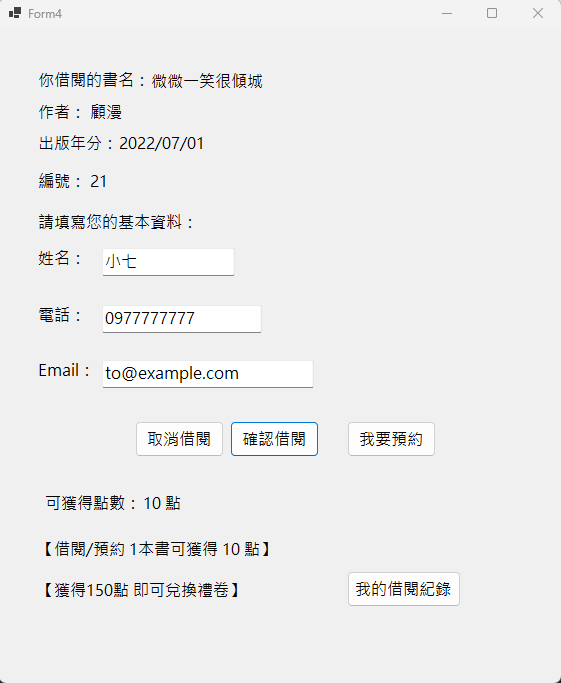 Form4
你借閱的書名：微微一笑很傾城
作者：顧漫
出版年分：2022/07/01
編號：21
請填寫您的基本資料：
姓名：小七
電話：0977777777
Email：to@example.com
取消借閱 確認借閱 我要預約
可獲得點數：10 點
【借閱/預約 1本書可獲得 10 點】
【獲得150點 即可兌換禮卷】 我的借閱紀錄